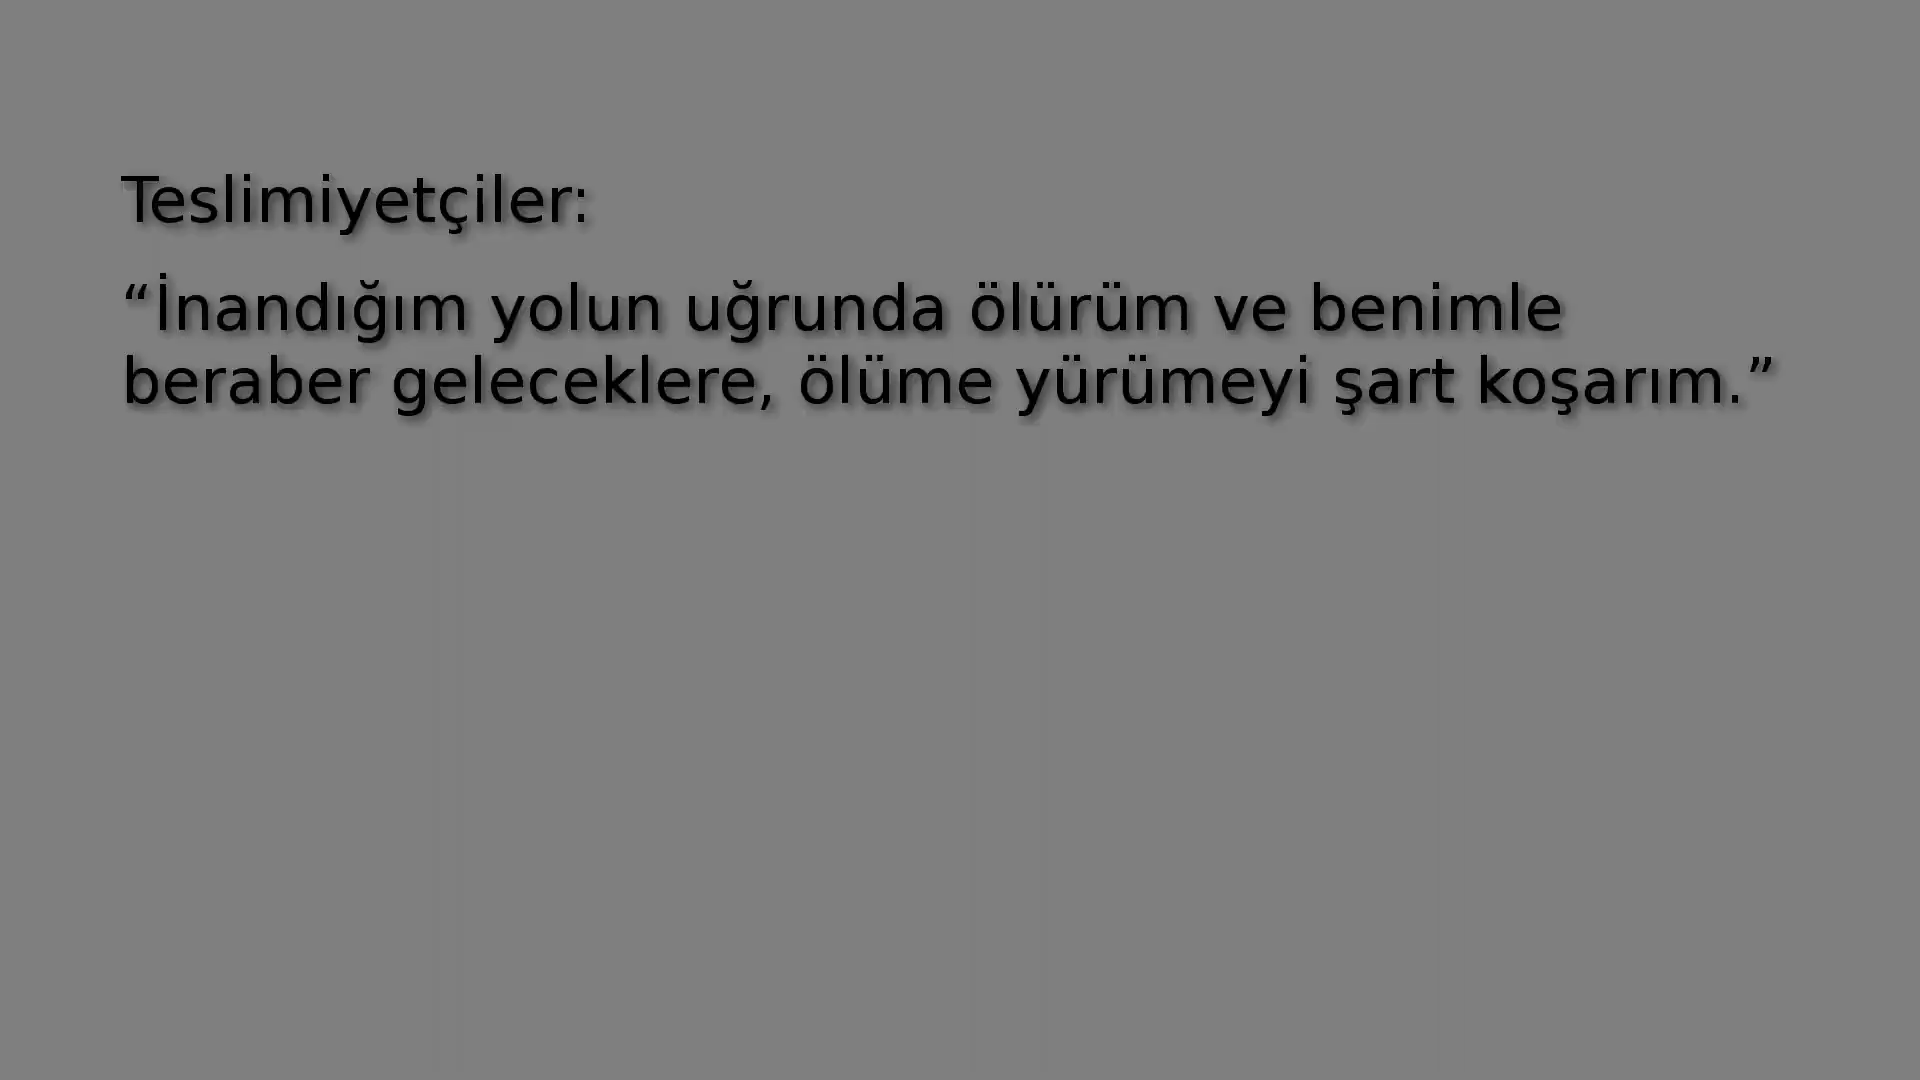 Teslimiyetçiler:
“İnandığım yolun uğrunda ölürüm ve benimle
beraber geleceklere, ölüme yürümeyi şart koşarım.”